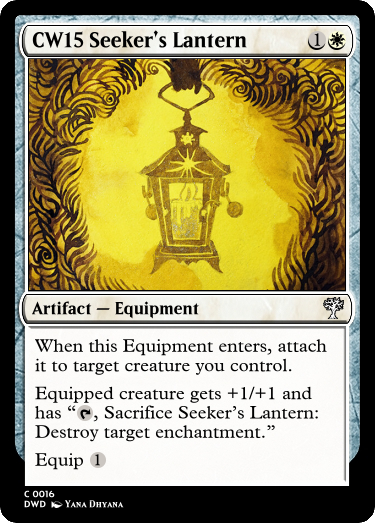 CW15 Seeker's Lantern 1
Artifact — Equipment
When this Equipment enters, attach
it to target creature you control.
Equipped creature gets +1/+1 and
has “, Sacrifice Seeker's Lantern:
Destroy target enchantment.”
Equip 1
C 0016
DWD Yana Dhyana